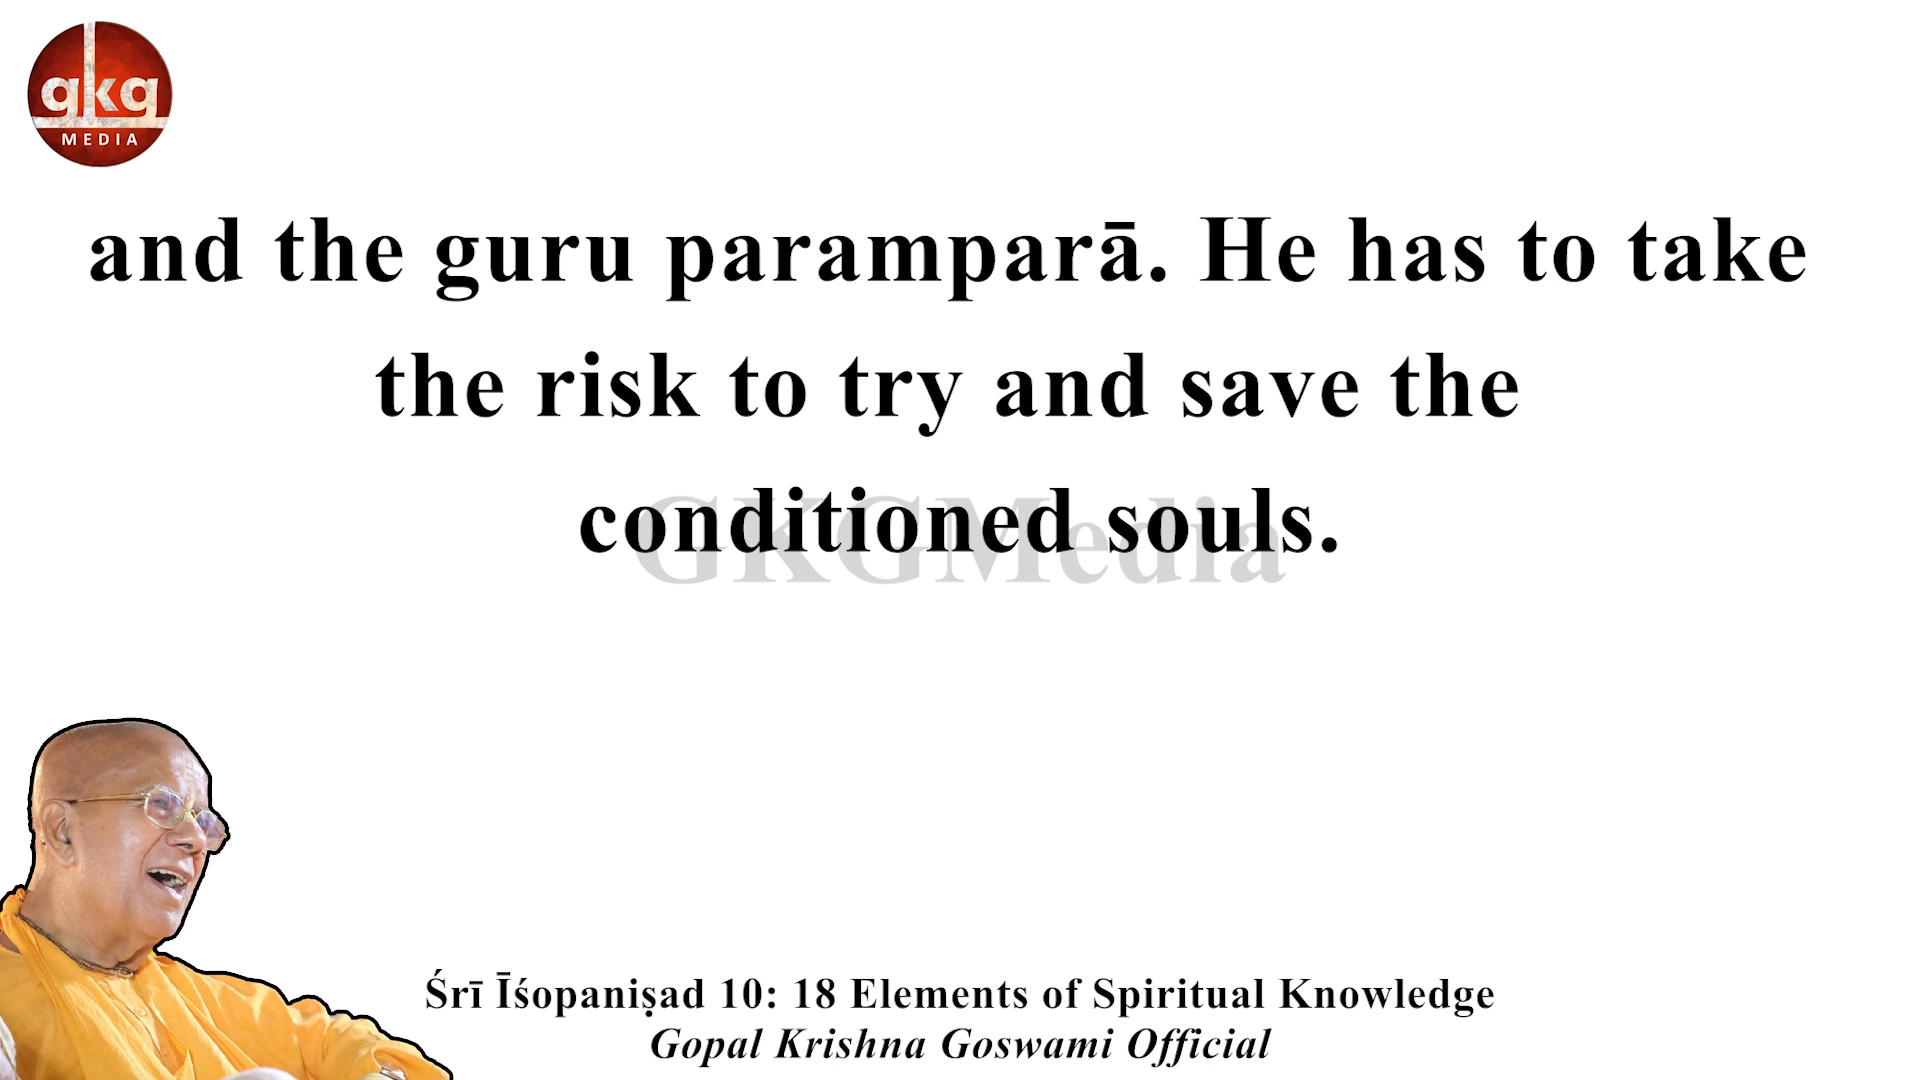 gkg
MEDIA
and the guru paramparā. He has to take
the risk to try and save the
conditioned souls.
GKGMedia
Śrī Īśopaniṣad 10: 18 Elements of Spiritual Knowledge
Gopal Krishna Goswami Official